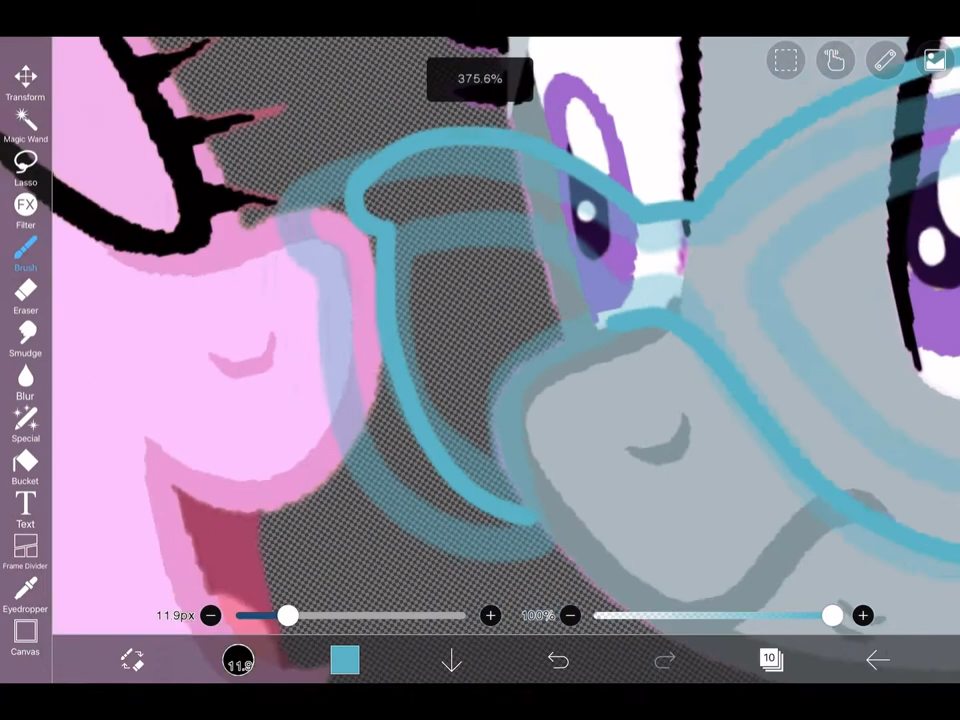 375.6%
Transform
Magic Wand
Lasso
FX
Filter
Brush
Eraser
Smudge
Blur
Special
Bucket
T
Text
Frame Divider
Eyedropper
Canvas
11.9px
100%
11.9
10